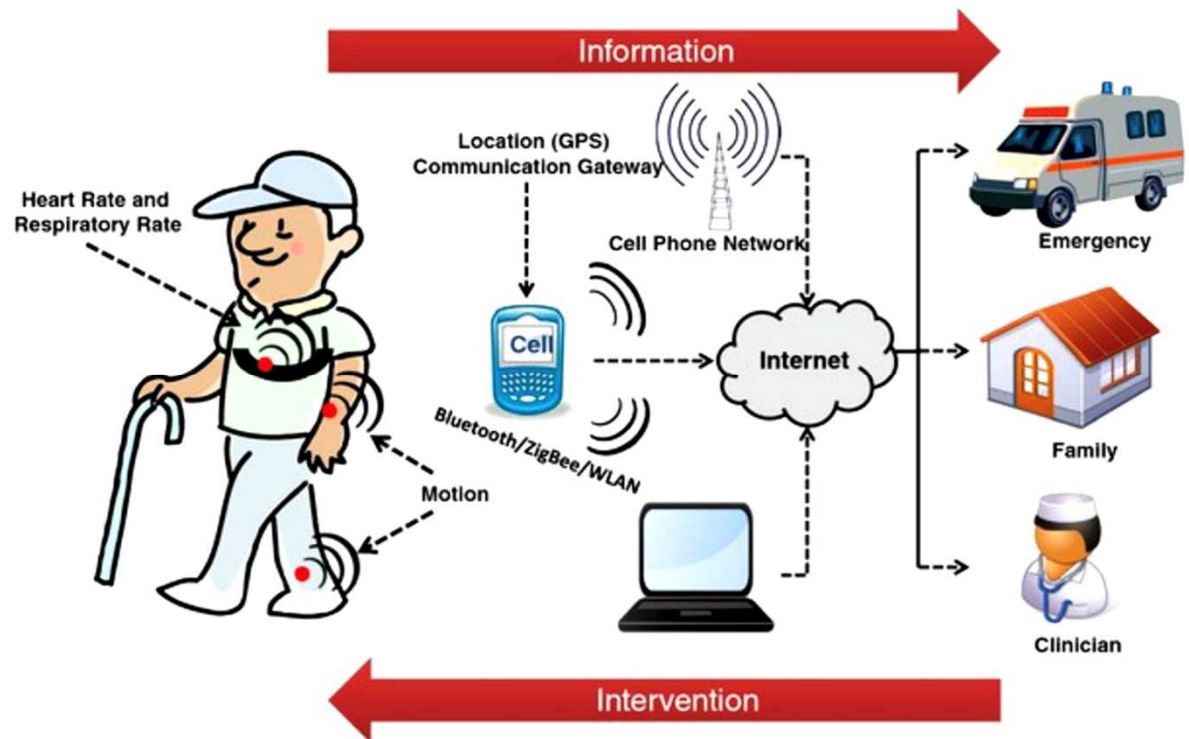 Information
Location (GPS)
Communication Gateway
Heart Rate and
Respiratory Rate
Cell Phone Network
Emergency
Cell
Internet
Bluetooth/ZigBee/WLAN
Family
Motion
Clinician
Intervention